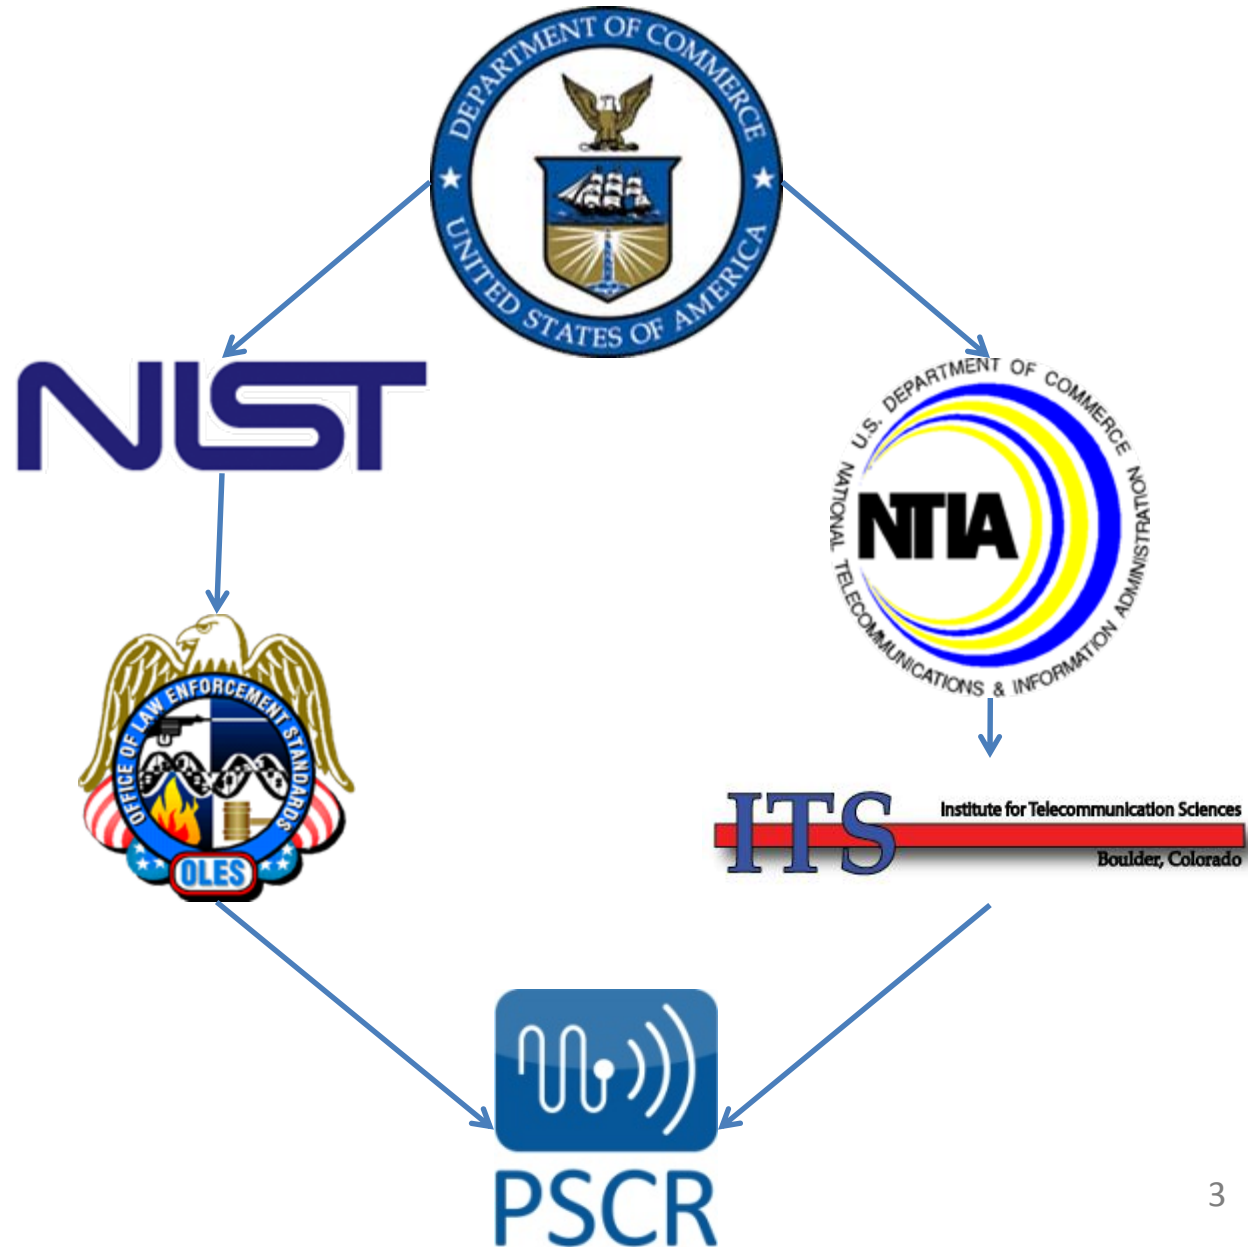 DEPARTMENT OF COMMERCE
UNITED STATES OF AMERICA
NIST
U.S. DEPARTMENT OF COMMERCE
NTIA
NATIONAL TELECOMMUNICATIONS & INFORMATION ADMINISTRATION
OFFICE OF LAW ENFORCEMENT STANDARDS
OLES
ITS
Institute for Telecommunication Sciences
Boulder, Colorado
PSCR
3